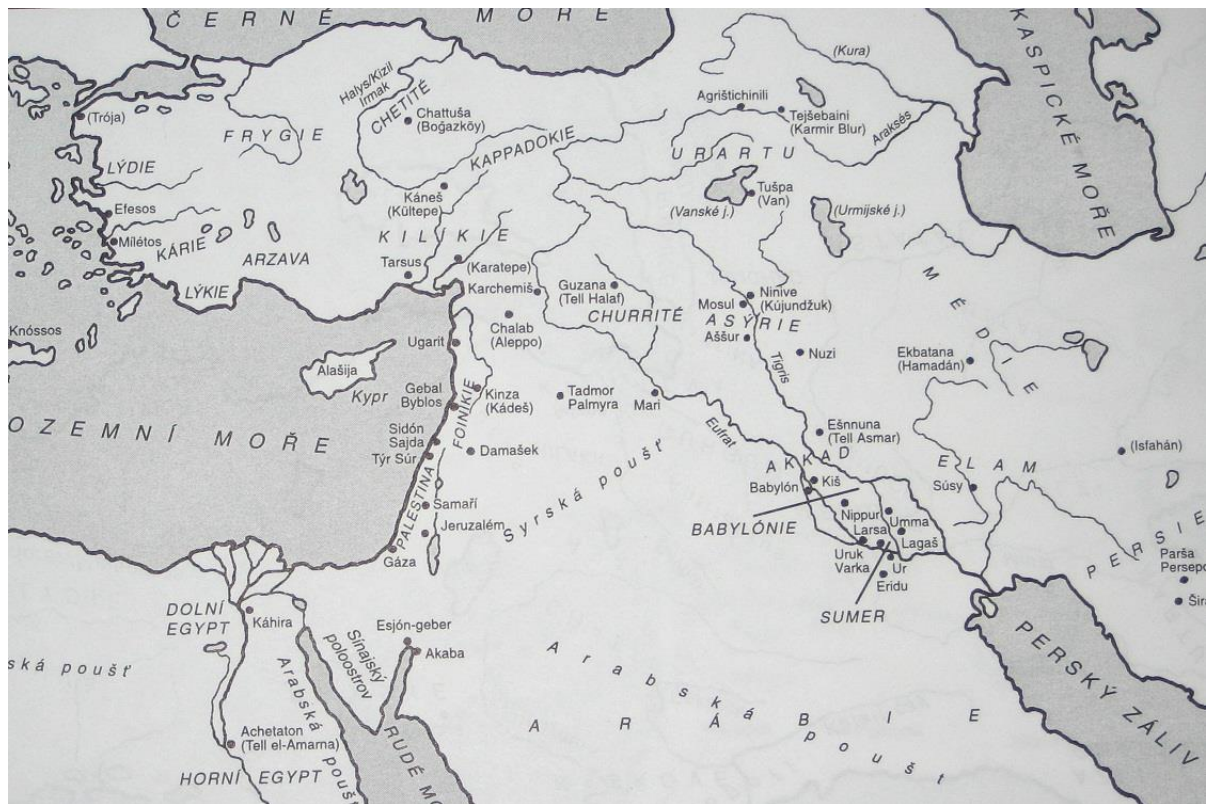 ČERNÉ MOŘE
KASPICKÉ MOŘE
(Kura)
Halys/Kizil
Irmak
CHETITÉ
Chattuša
(Boğazköy)
Agrištichinili
Tejšebaini
(Karmir Blur)
Araksés
(Trója)
FRYGIE
KAPPADOKIE
URARTU
LÝDIE
Káneš
(Kültepe)
Tušpa
(Van)
(Vanské j.)
(Urmijské j.)
Efesos
Mílétos
KÁRIE
ARZAVA
KILIKIE
Tarsus
(Karatepe)
LÝKIE
Karchemiš
Guzana
(Tell Halaf)
CHURRITÉ
Ninive
(Kújundžuk)
Mosul
ASÝRIE
Aššur
MÉDIE
Knóssos
Chalab
(Aleppo)
Ugarit
Nuzi
Tigris
Ekbatana
(Hamadán)
Alašija
Kypr
Gebal
Byblos
Kinza
(Kádeš)
FOINÍKIE
Tadmor
Palmyra
Mari
Eufrat
OZEMNÍ MOŘE
Sidón
Sajda
Týr Súr
Damašek
Ešnnuna
(Tell Asmar)
(Isfahán)
AKKAD
ELAM
Syrská poušť
Babylón
Kiš
Súsy
PALESTINA
Samaří
Jeruzalém
BABYLÓNIE
Nippur
Larsa
Umma
Lagaš
Gáza
Uruk
Varka
Ur
Eridu
PERSIE
Parša
Persepo
Šíra
SUMER
DOLNÍ
EGYPT
Káhira
Esjón-geber
Akaba
Sínajský
poloostrov
ská poušť
Arabská poušť
PERSKÝ ZÁLIV
Arabská poušť
ARÁBIE
RUDÉ MO
Achetaton
(Tell el-Amarna)
HORNÍ EGYPT